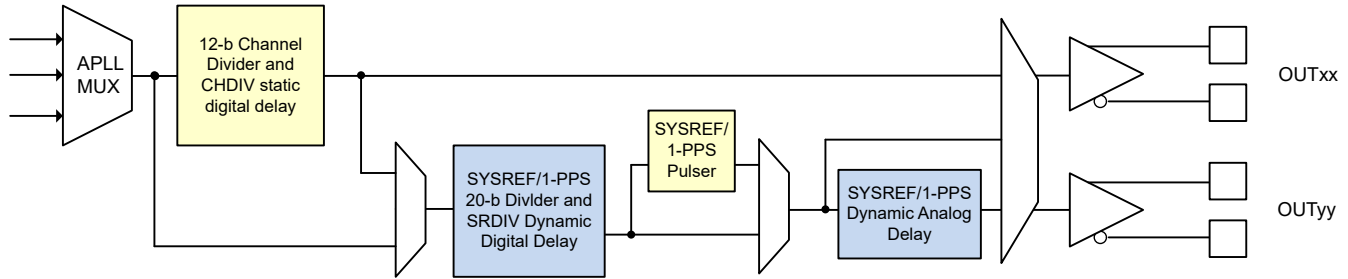 APLL
MUX
12-b Channel
Divider and
CHDIV static
digital delay
SYSREF/1-PPS
20-b Divlder and
SRDIV Dynamic
Digital Delay
SYSREF/
1-PPS
Pulser
SYSREF/1-PPS
Dynamic Analog
Delay
OUTxx
OUTyy